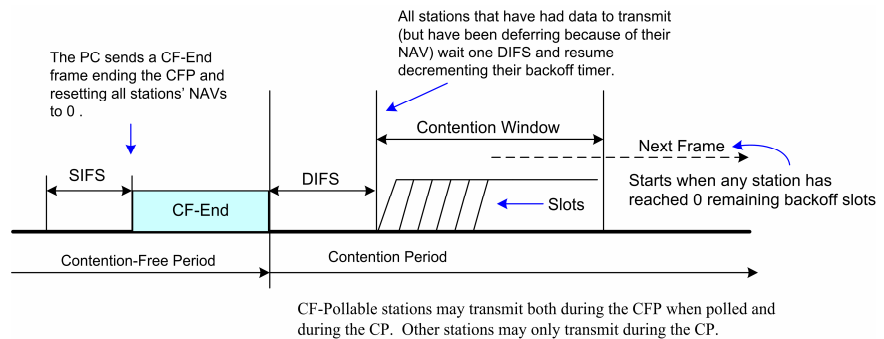 All stations that have had data to transmit
(but have been deferring because of their
NAV) wait one DIFS and resume
decrementing their backoff timer.
The PC sends a CF-End
frame ending the CFP and
resetting all stations' NAVs
to 0 .
Contention Window
Next Frame
SIFS
DIFS
Starts when any station has
reached 0 remaining backoff slots
CF-End
Slots
Contention-Free Period
Contention Period
CF-Pollable stations may transmit both during the CFP when polled and
during the CP. Other stations may only transmit during the CP.